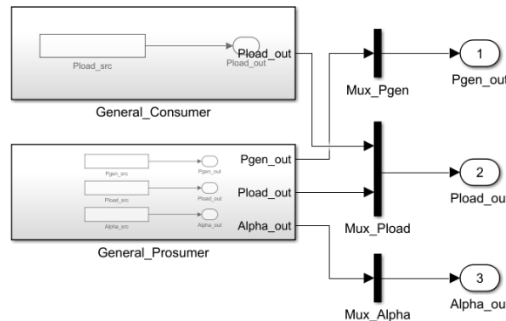 Pload_out
Pload_src
Pload_out
General_Consumer
Mux_Pgen
1
Pgen_out
Pgen_out
Pgen_src
Pgen_out
Pload_out
Pload_src
Pload_out
Alpha_out
Alpha_src
Alpha_out
General_Prosumer
Mux_Pload
2
Pload_out
Mux_Alpha
3
Alpha_out